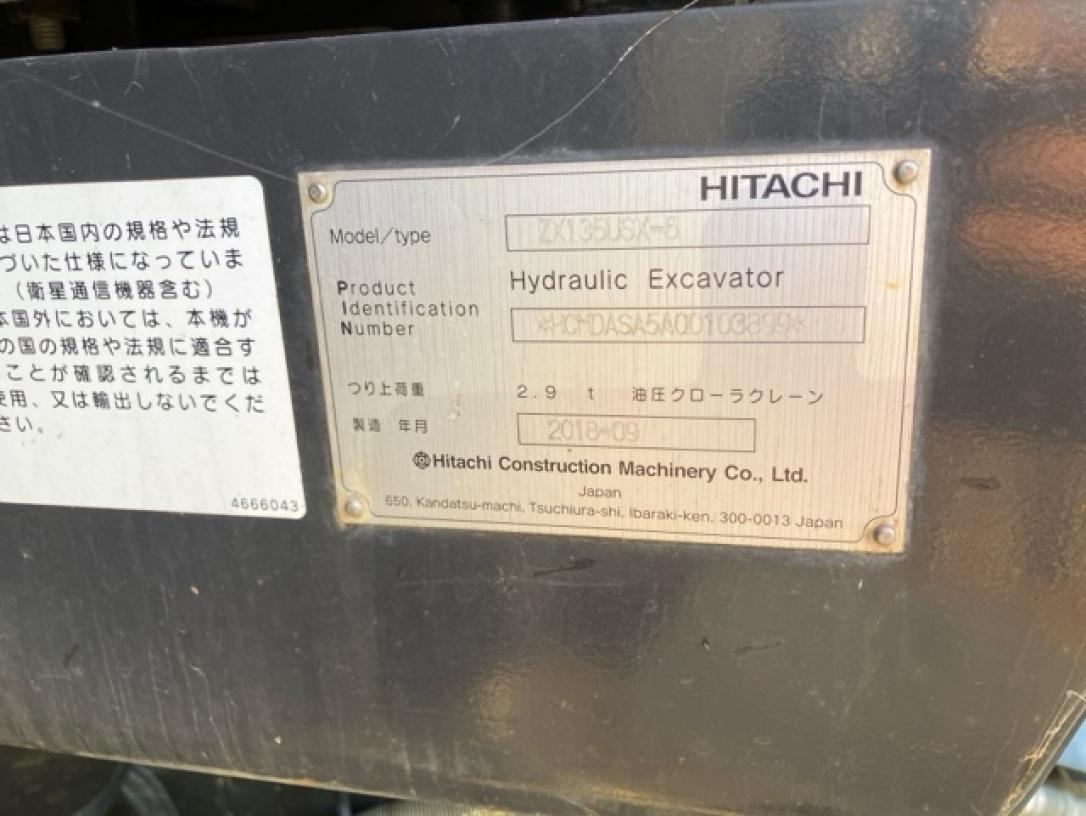 は日本国内の規格や法規
づいた仕様になっていま
（衛星通信機器含む）
本国外においては、本機が
の国の規格や法規に適合す
ことが確認されるまでは
使用、又は輸出しないでくだ
さい。
4666043
HITACHI
Model/type ZX135USX-6
Hydraulic Excavator
Product
Identification
Number *HCMDASA5A00103899*
つり上荷重 2.9 t 油圧クローラクレーン
製造 年月 2018-09
Hitachi Construction Machinery Co., Ltd.
Japan
650, Kandatsu-machi, Tsuchiura-shi, Ibaraki-ken, 300-0013 Japan